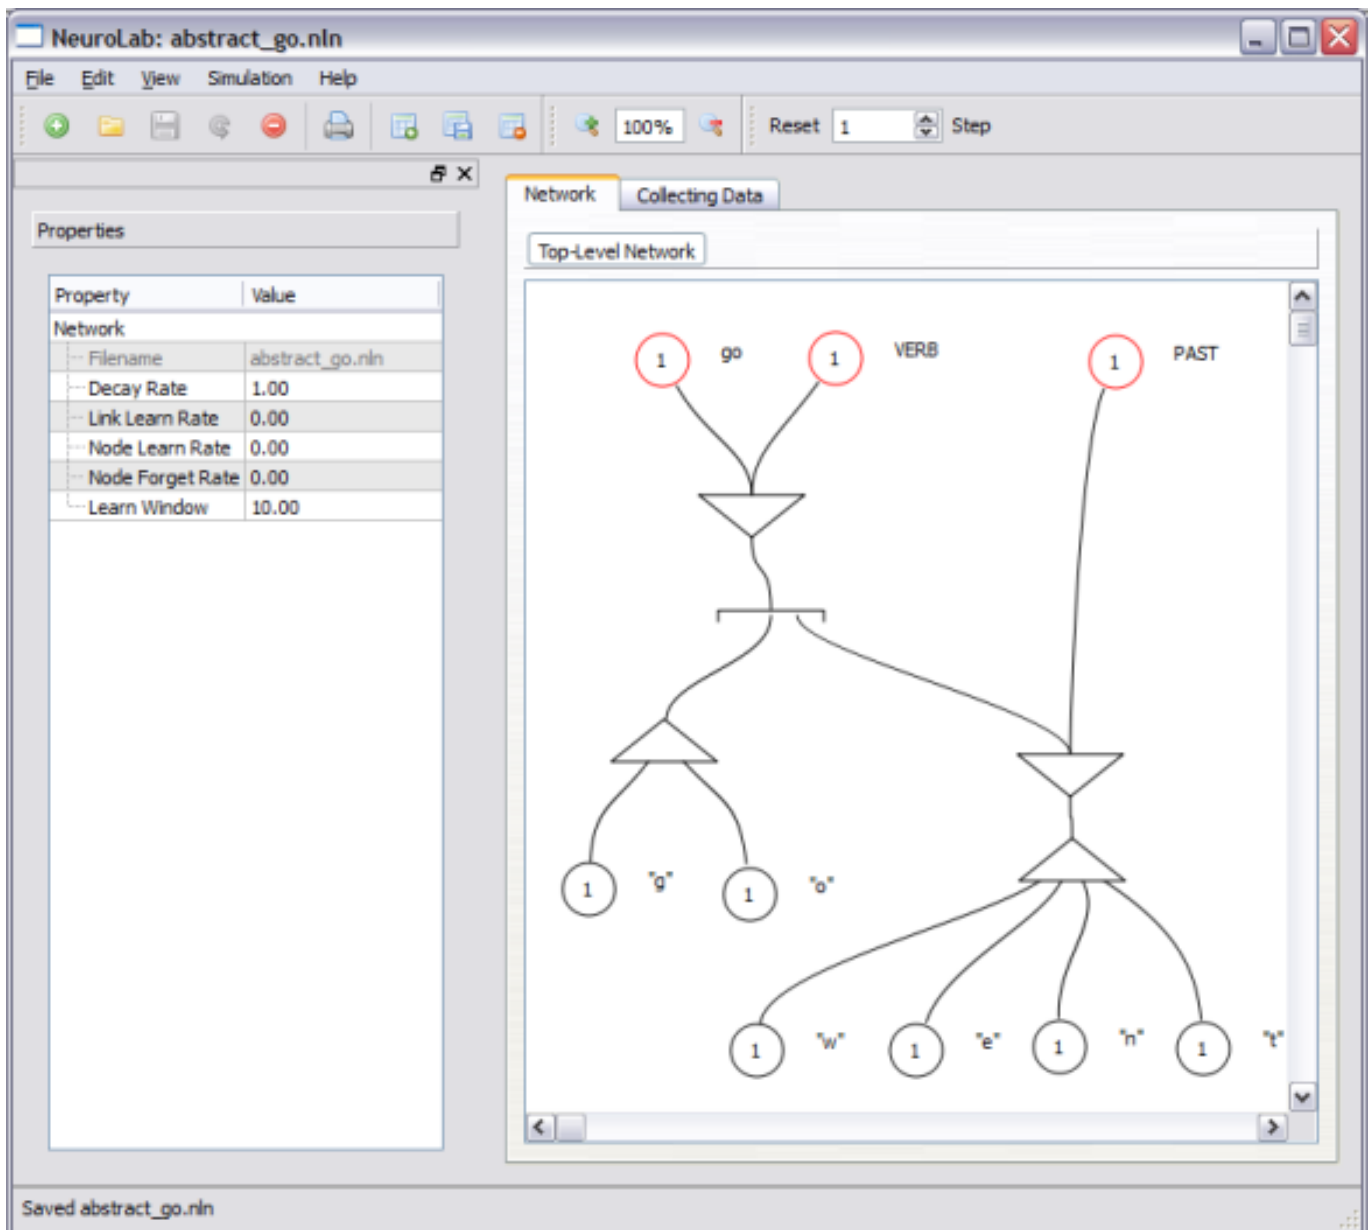 NeuroLab: abstract_go.nln
File Edit View Simulation Help
100% Reset 1 Step
Network Collecting Data
Properties
Top-Level Network
Property Value
Network
Filename abstract_go.nln
Decay Rate 1.00
Link Learn Rate 0.00
Node Learn Rate 0.00
Node Forget Rate 0.00
Learn Window 10.00
1 go 1 VERB 1 PAST
1 "g" 1 "o"
1 "w" 1 "e" 1 "n" 1 "t"
Saved abstract_go.nln